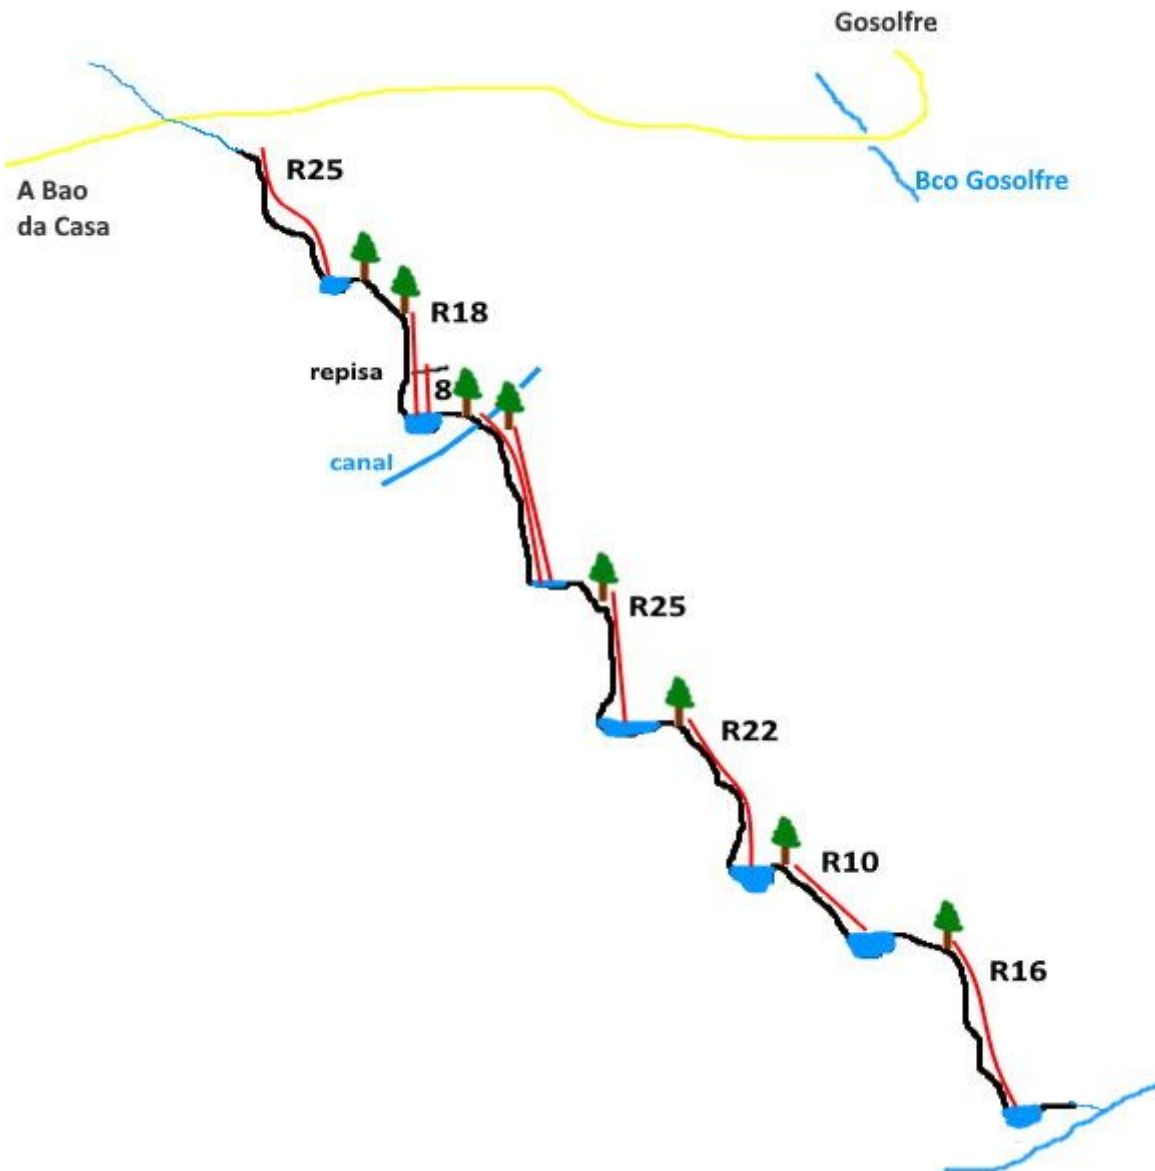 Gosolfre
R25
Bco Gosolfre
A Bao
da Casa
R18
repisa
8
canal
R25
R22
R10
R16